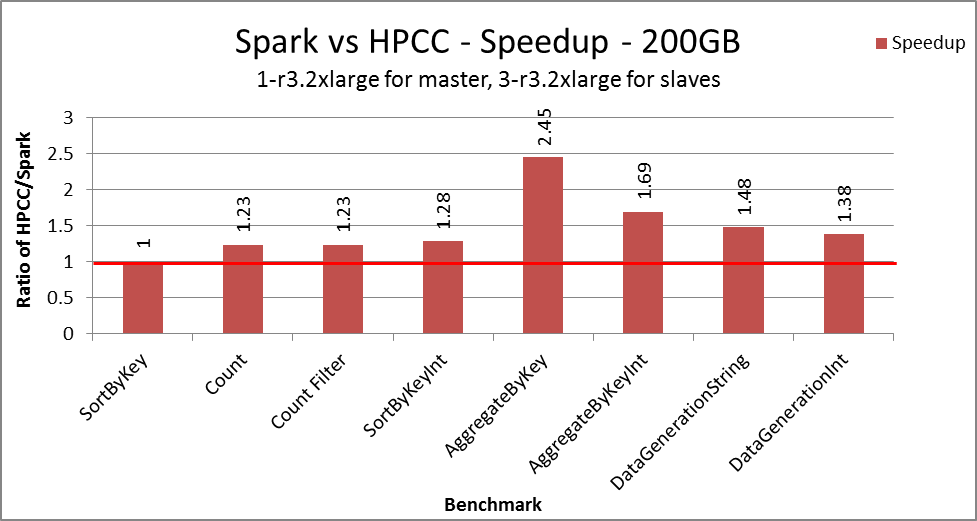 Spark vs HPCC - Speedup - 200GB
1-r3.2xlarge for master, 3-r3.2xlarge for slaves
Speedup
Ratio of HPCC/Spark
3
2.5
2
1.5
1
0.5
0
1
1.23
1.23
1.28
2.45
1.69
1.48
1.38
SortByKey
Count
Count Filter
SortByKeyInt
AggregateByKey
AggregateByKeyInt
DataGenerationString
DataGenerationInt
Benchmark